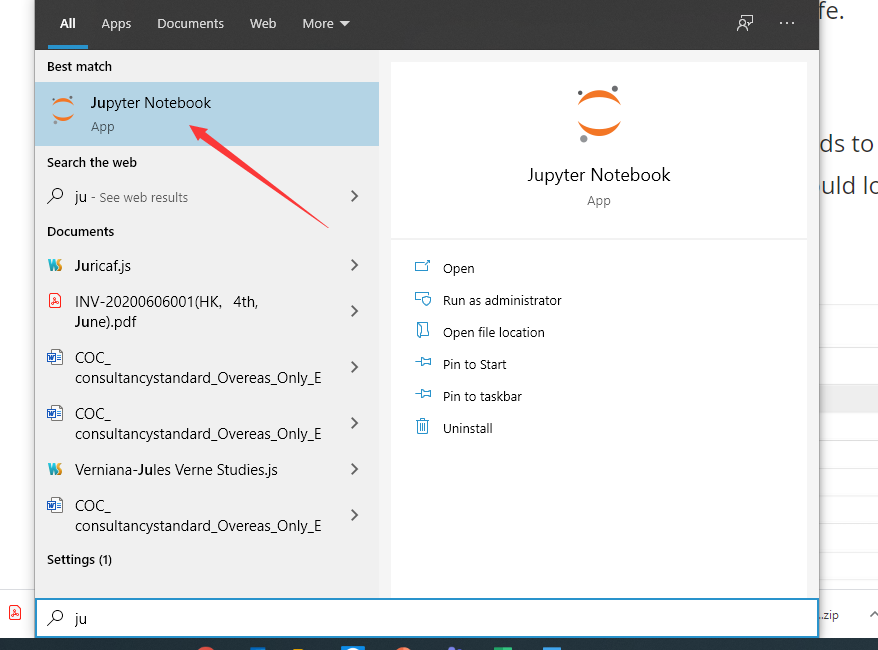 All Apps Documents Web More
fe.
Best match
Jupyter Notebook
App
Search the web
ju - See web results
Documents
Juricaf.js
INV-20200606001(HK, 4th,
June).pdf
COC_
consultancystandard_Overeas_Only_E
COC_
consultancystandard_Overeas_Only_E
Verniana-Jules Verne Studies.js
COC_
consultancystandard_Overeas_Only_E
Settings (1)
ju
Jupyter Notebook
App
Open
Run as administrator
Open file location
Pin to Start
Pin to taskbar
Uninstall
ds to
uld lo
...zip